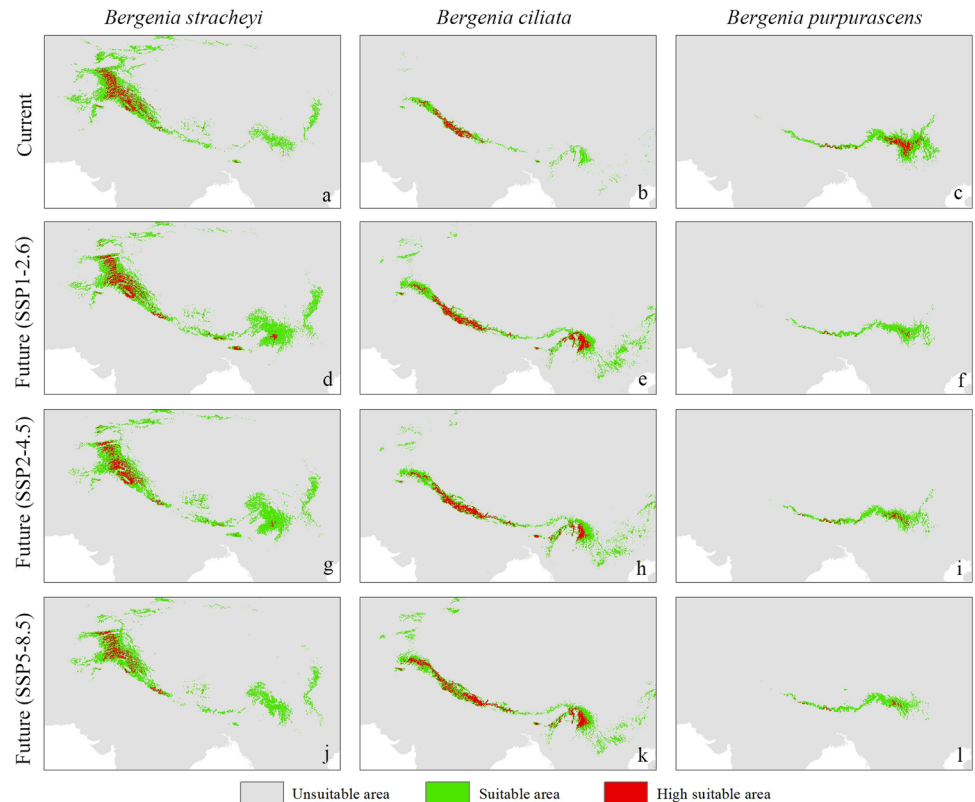 Bergenia stracheyi Bergenia ciliata Bergenia purpurascens
Current
a b c
Future (SSP1-2.6)
d e f
Future (SSP2-4.5)
g h i
Future (SSP5-8.5)
j k l
Unsuitable area Suitable area High suitable area